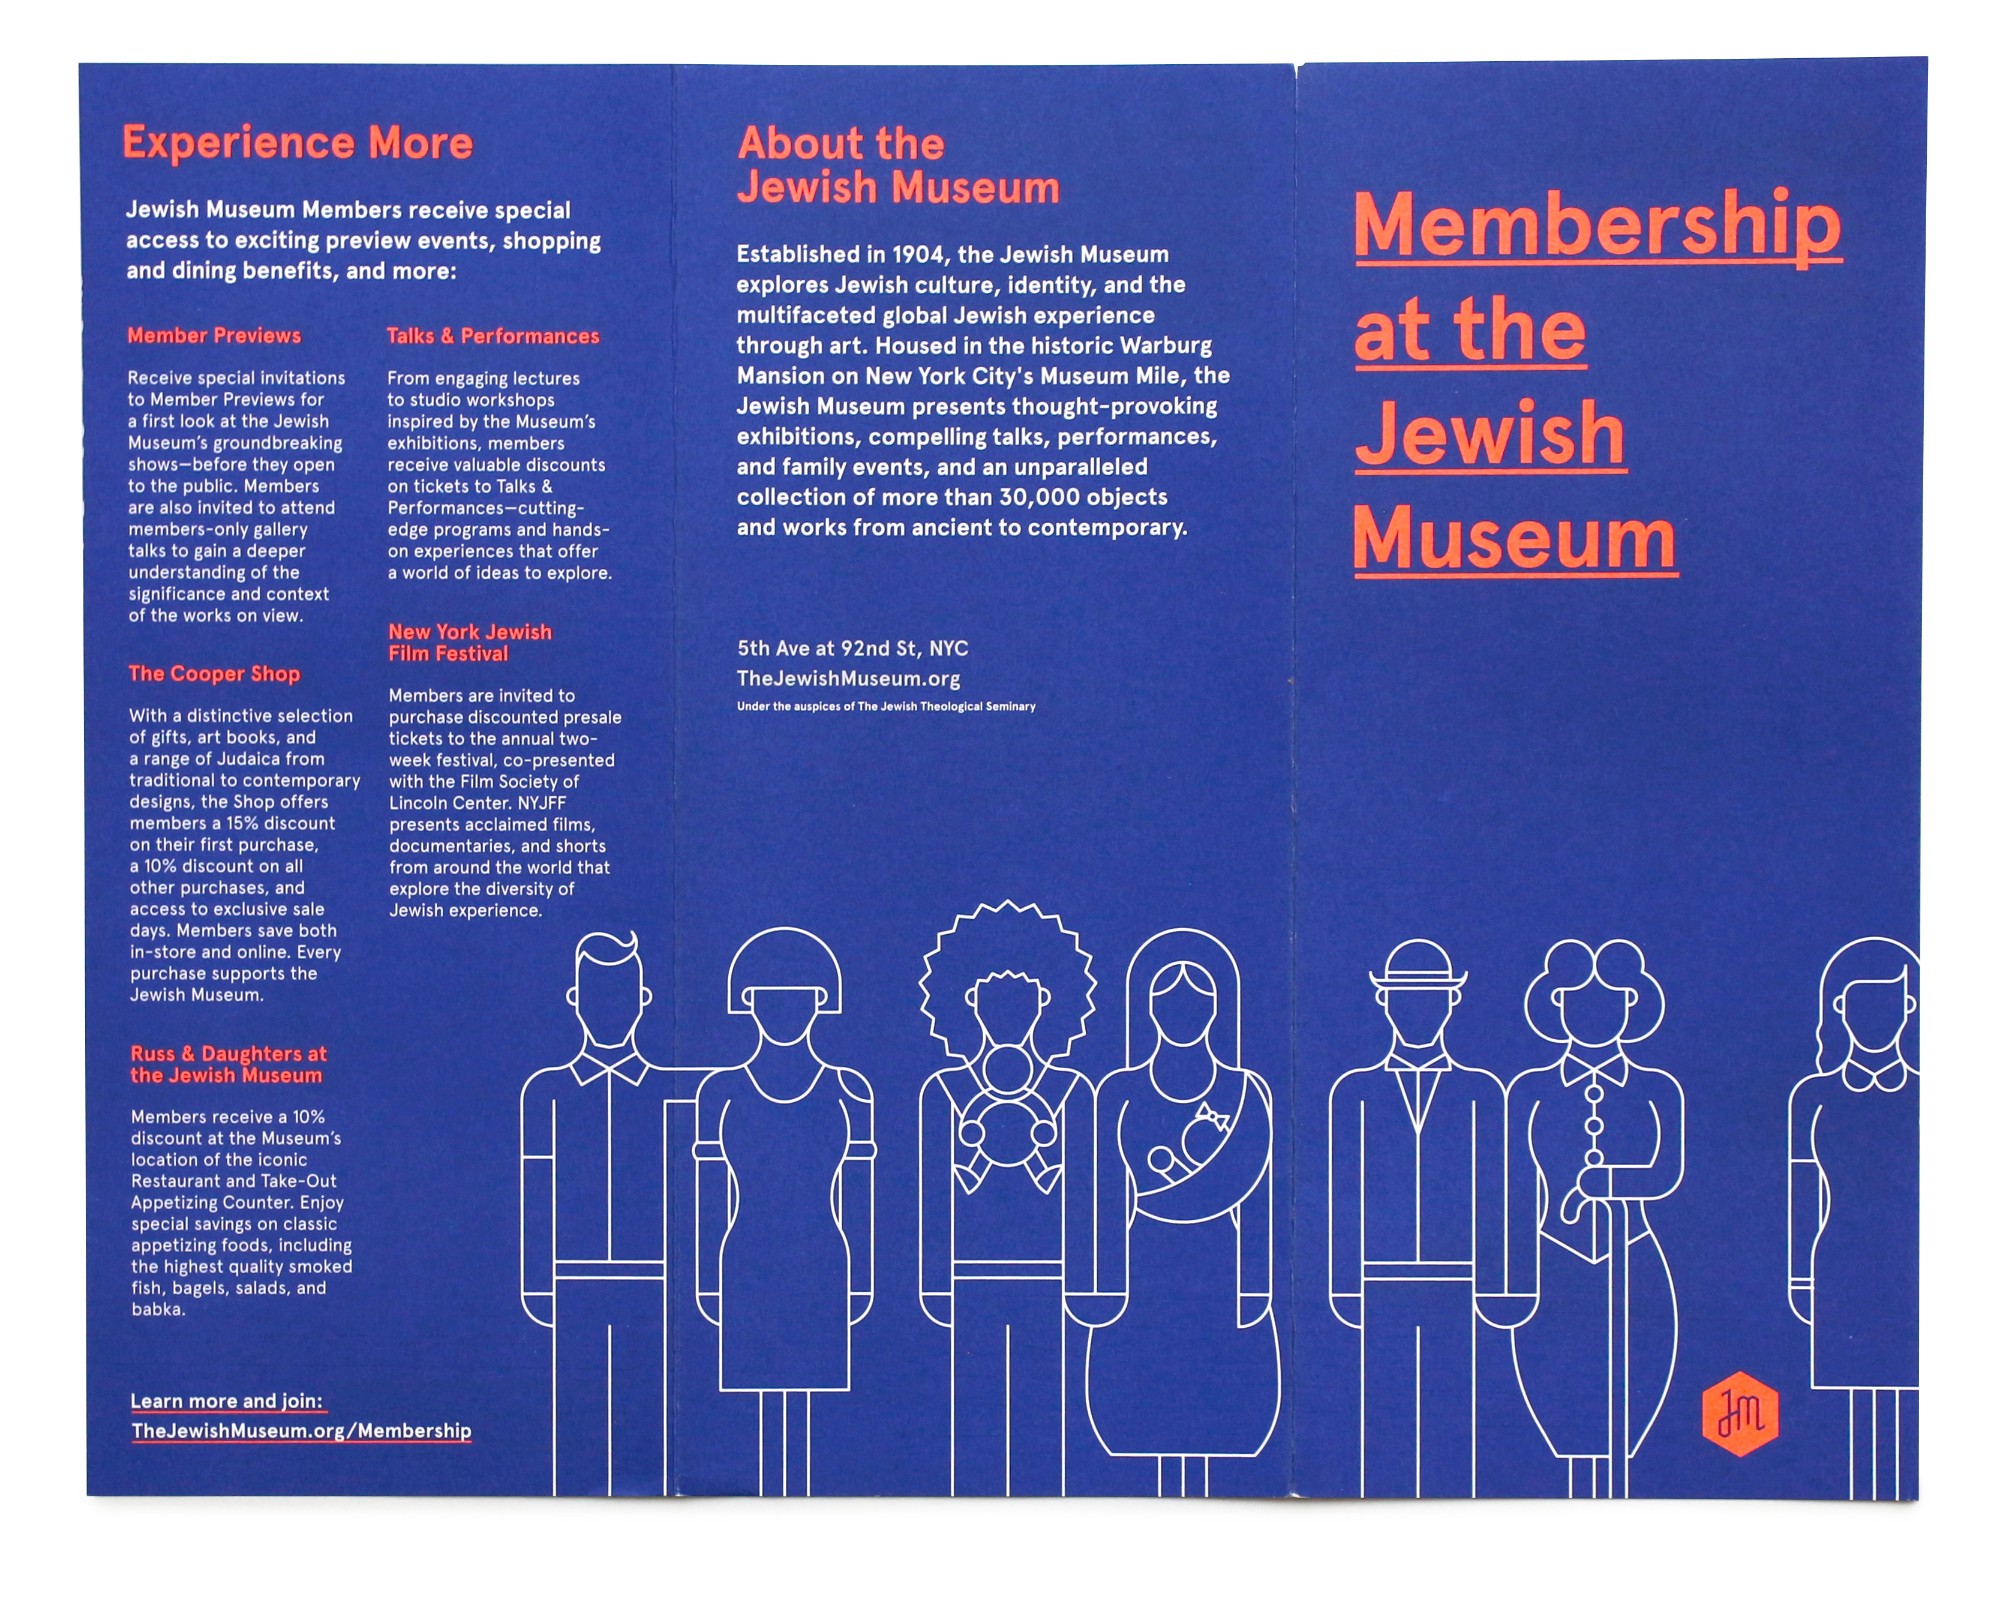 Experience More
Jewish Museum Members receive special
access to exciting preview events, shopping
and dining benefits, and more:
Member Previews
Receive special invitations
to Member Previews for
a first look at the Jewish
Museum's groundbreaking
shows—before they open
to the public. Members
are also invited to attend
members-only gallery
talks to gain a deeper
understanding of the
significance and context
of the works on view.
The Cooper Shop
With a distinctive selection
of gifts, art books, and
a range of Judaica from
traditional to contemporary
designs, the Shop offers
members a 15% discount
on their first purchase,
a 10% discount on all
other purchases, and
access to exclusive sale
days. Members save both
in-store and online. Every
purchase supports the
Jewish Museum.
Russ & Daughters at
the Jewish Museum
Members receive a 10%
discount at the Museum's
location of the iconic
Restaurant and Take-Out
Appetizing Counter. Enjoy
special savings on classic
appetizing foods, including
the highest quality smoked
fish, bagels, salads, and
babka.
Talks & Performances
From engaging lectures
to studio workshops
inspired by the Museum's
exhibitions, members
receive valuable discounts
on tickets to Talks &
Performances—cutting-
edge programs and hands-
on experiences that offer
a world of ideas to explore.
New York Jewish
Film Festival
Members are invited to
purchase discounted presale
tickets to the annual two-
week festival, co-presented
with the Film Society of
Lincoln Center. NYJFF
presents acclaimed films,
documentaries, and shorts
from around the world that
explore the diversity of
Jewish experience.
Learn more and join:
TheJewishMuseum.org/Membership
About the
Jewish Museum
Established in 1904, the Jewish Museum
explores Jewish culture, identity, and the
multifaceted global Jewish experience
through art. Housed in the historic Warburg
Mansion on New York City's Museum Mile, the
Jewish Museum presents thought-provoking
exhibitions, compelling talks, performances,
and family events, and an unparalleled
collection of more than 30,000 objects
and works from ancient to contemporary.
5th Ave at 92nd St, NYC
TheJewishMuseum.org
Under the auspices of The Jewish Theological Seminary
Membership
at the
Jewish
Museum
JM